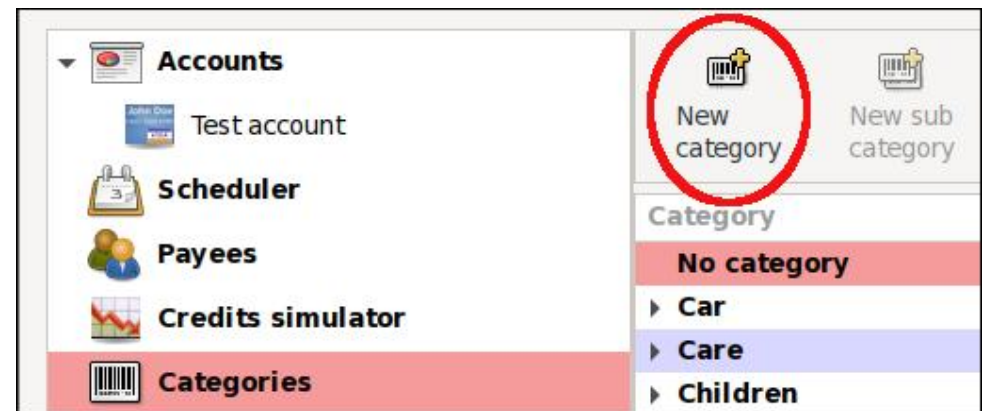 Accounts
Test account
Scheduler
Payees
Credits simulator
Categories
New
category
New sub
category
Category
No category
Car
Care
Children